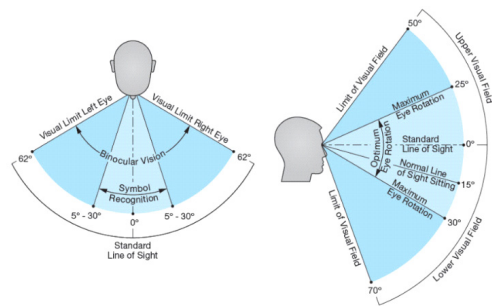 Visual Limit Left Eye
Visual Limit Right Eye
62°
Binocular Vision
62°
Symbol
Recognition
5° - 30°
0°
5° - 30°
Standard
Line of Sight
50°
Upper Visual Field
Limit of Visual Field
25°
Maximum
Eye Rotation
Optimum
Eye Rotation
Standard
Line of Sight
0°
Normal Line
of Sight Sitting
15°
Maximum
Eye Rotation
30°
Limit of Visual Field
Lower Visual Field
70°